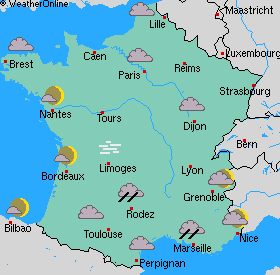 © WeatherOnline
Lille
Maastricht
Brest
Caen
Luxembourg
Paris
Reims
Strasbourg
Nantes
Tours
Dijon
Bern
Limoges
Lyon
Bordeaux
Grenoble
Rodez
Bilbao
Toulouse
Marseille
Nice
Perpignan